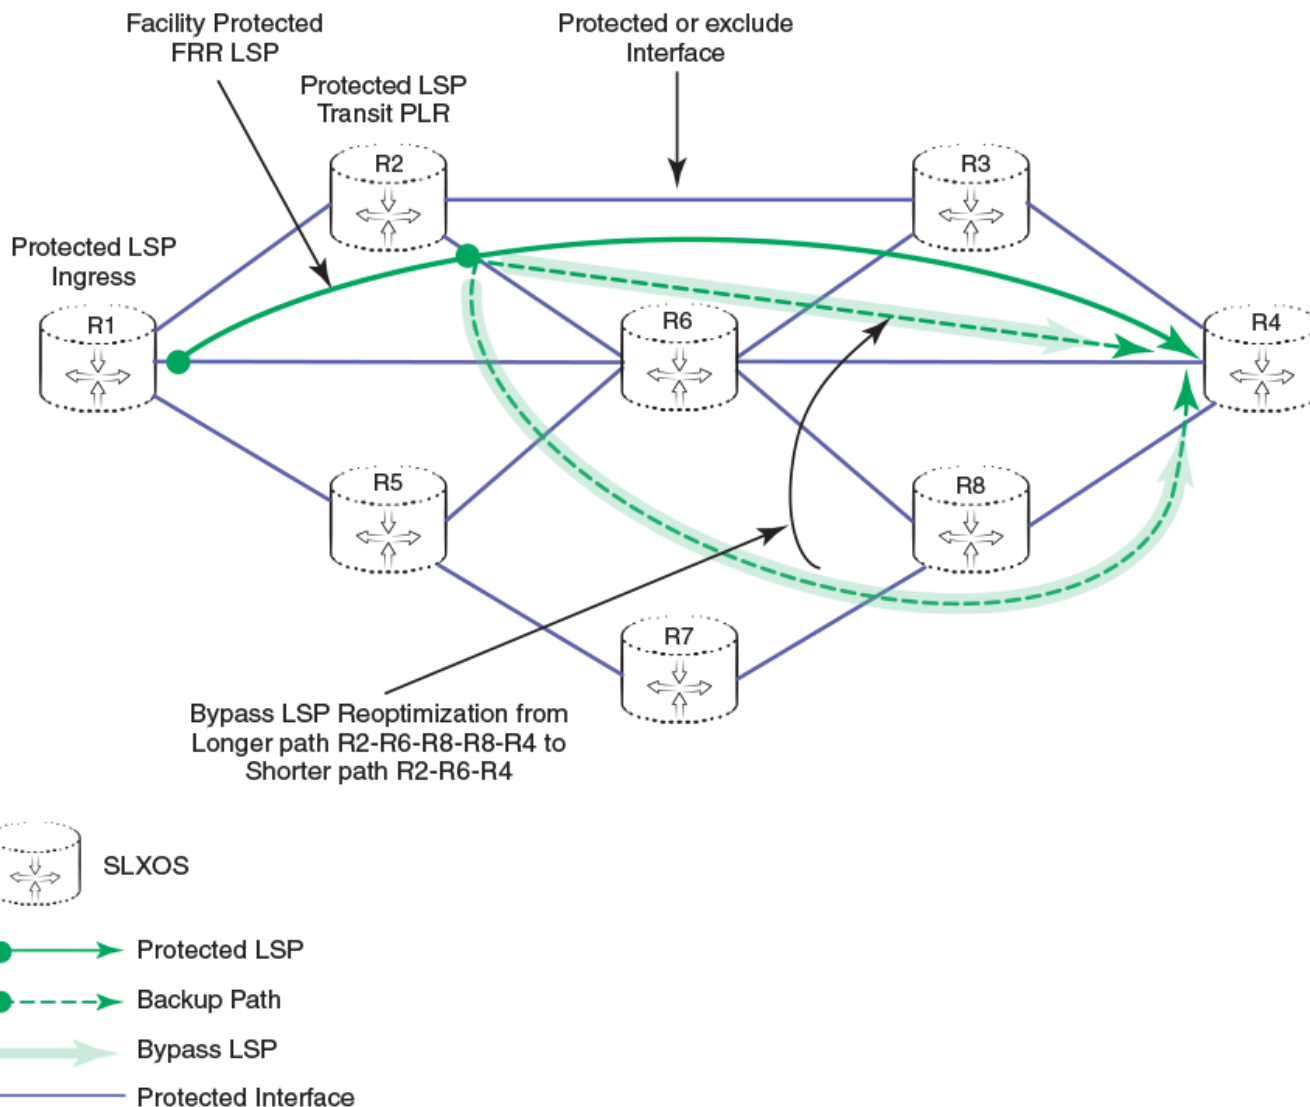 Facility Protected
FRR LSP
Protected or exclude
Interface
Protected LSP
Transit PLR
R2
R3
Protected LSP
Ingress
R1
R6
R4
R5
R8
R7
Bypass LSP Reoptimization from
Longer path R2-R6-R8-R8-R4 to
Shorter path R2-R6-R4
SLXOS
Protected LSP
Backup Path
Bypass LSP
Protected Interface